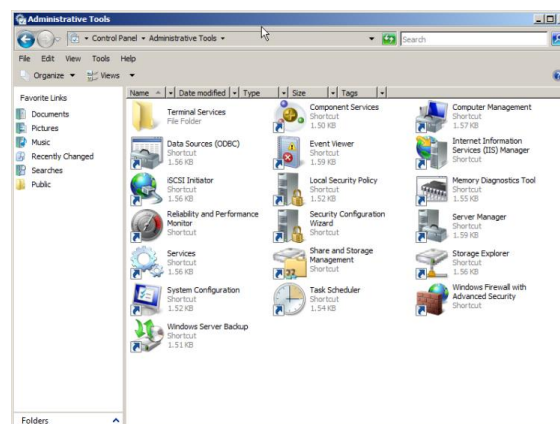 Administrative Tools
Control Panel Administrative Tools
Search
File Edit View Tools Help
Organize Views
Favorite Links
Documents
Pictures
Music
Recently Changed
Searches
Public
Folders
Name Date modified Type Size Tags
Terminal Services
File Folder
Component Services
Shortcut
1.50 KB
Computer Management
Shortcut
1.57 KB
Data Sources (ODBC)
Shortcut
1.56 KB
Event Viewer
Shortcut
1.59 KB
Internet Information
Services (IIS) Manager
Shortcut
iSCSI Initiator
Shortcut
1.56 KB
Local Security Policy
Shortcut
1.52 KB
Memory Diagnostics Tool
Shortcut
1.55 KB
Reliability and Performance
Monitor
Shortcut
Security Configuration
Wizard
Shortcut
Server Manager
Shortcut
1.59 KB
Services
Shortcut
1.56 KB
Share and Storage
Management
Shortcut
Storage Explorer
Shortcut
1.56 KB
System Configuration
Shortcut
1.52 KB
Task Scheduler
Shortcut
1.54 KB
Windows Firewall with
Advanced Security
Shortcut
Windows Server Backup
Shortcut
1.51 KB